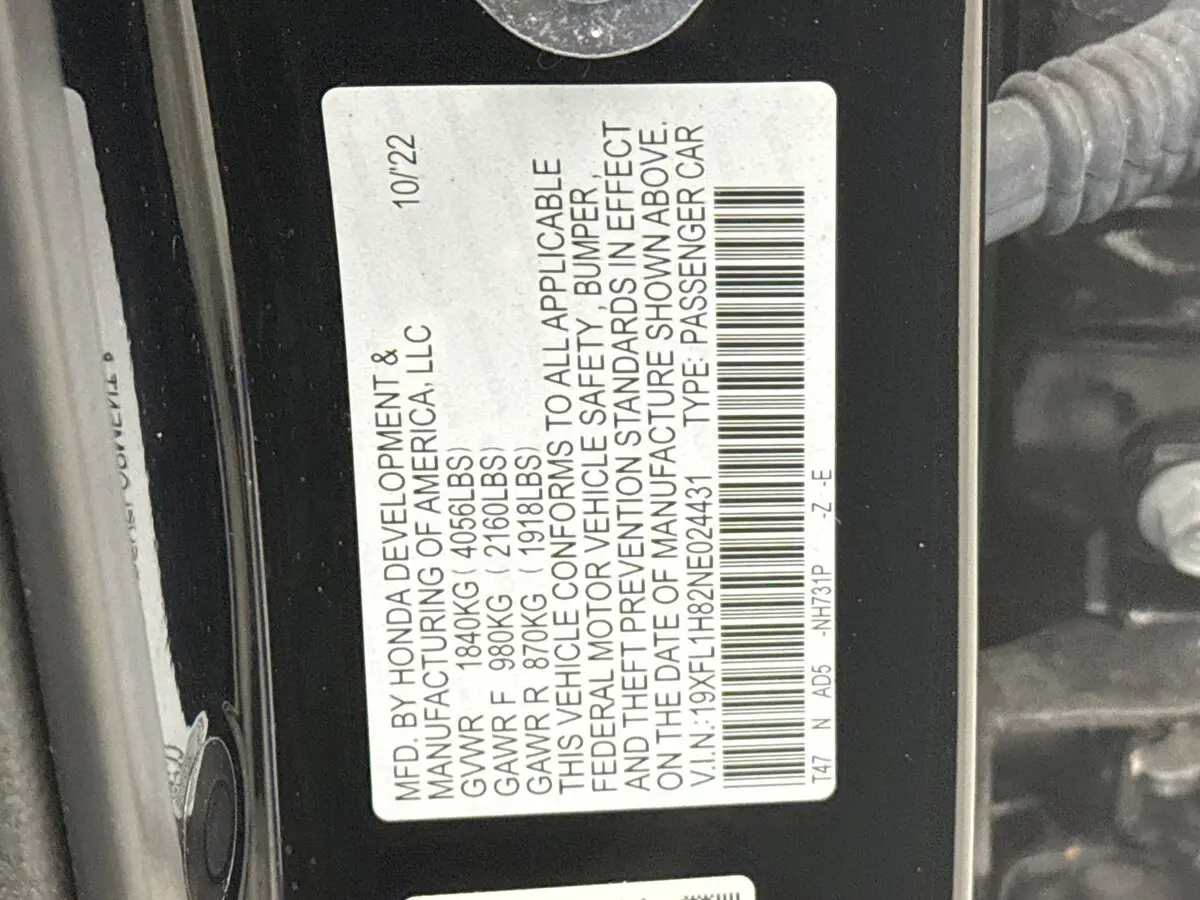 MFD. BY HONDA DEVELOPMENT &
MANUFACTURING OF AMERICA, LLC 10/'22
GVWR 1840KG ( 4056LBS)
GAWR F 980KG ( 2160LBS)
GAWR R 870KG ( 1918LBS)
THIS VEHICLE CONFORMS TO ALL APPLICABLE
FEDERAL MOTOR VEHICLE SAFETY , BUMPER ,
AND THEFT PREVENTION STANDARDS IN EFFECT
ON THE DATE OF MANUFACTURE SHOWN ABOVE.
V.I.N.:19XFL1H82NE024431 TYPE: PASSENGER CAR
T47 N AD5 -NH731P -Z -E